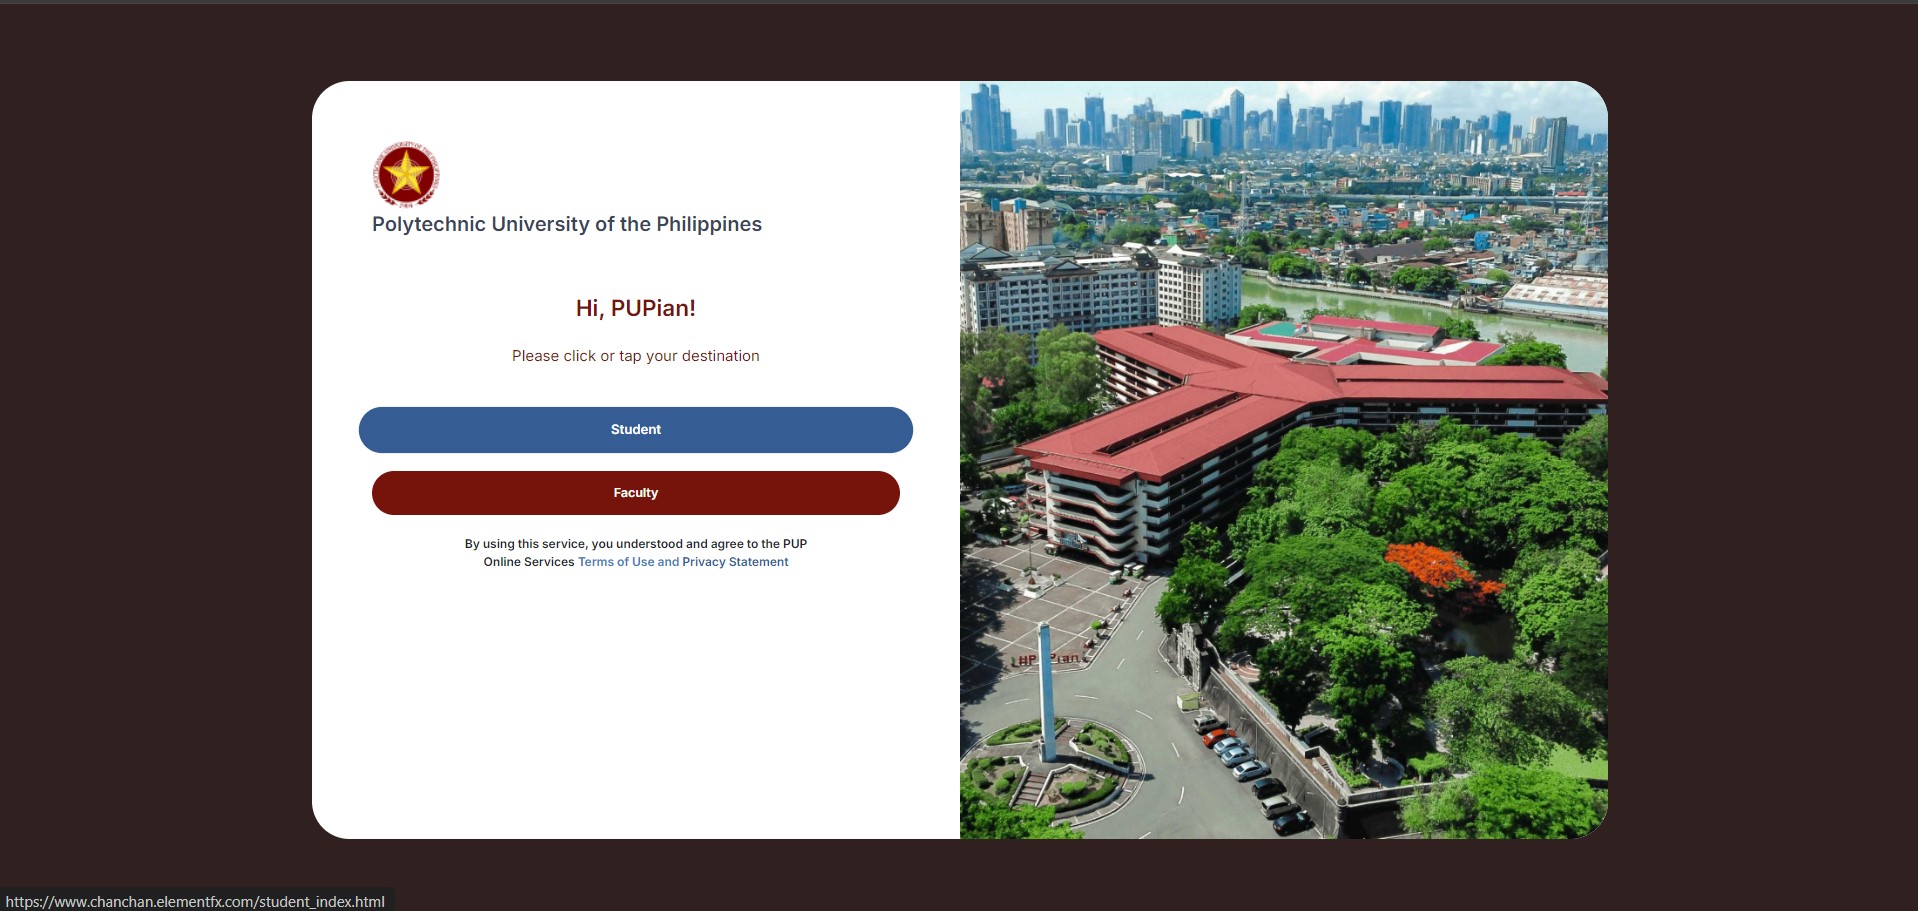 Polytechnic University of the Philippines
Hi, PUPian!
Please click or tap your destination
Student
Faculty
By using this service, you understood and agree to the PUP
Online Services Terms of Use and Privacy Statement
https://www.chanchan.elementfx.com/student_index.html